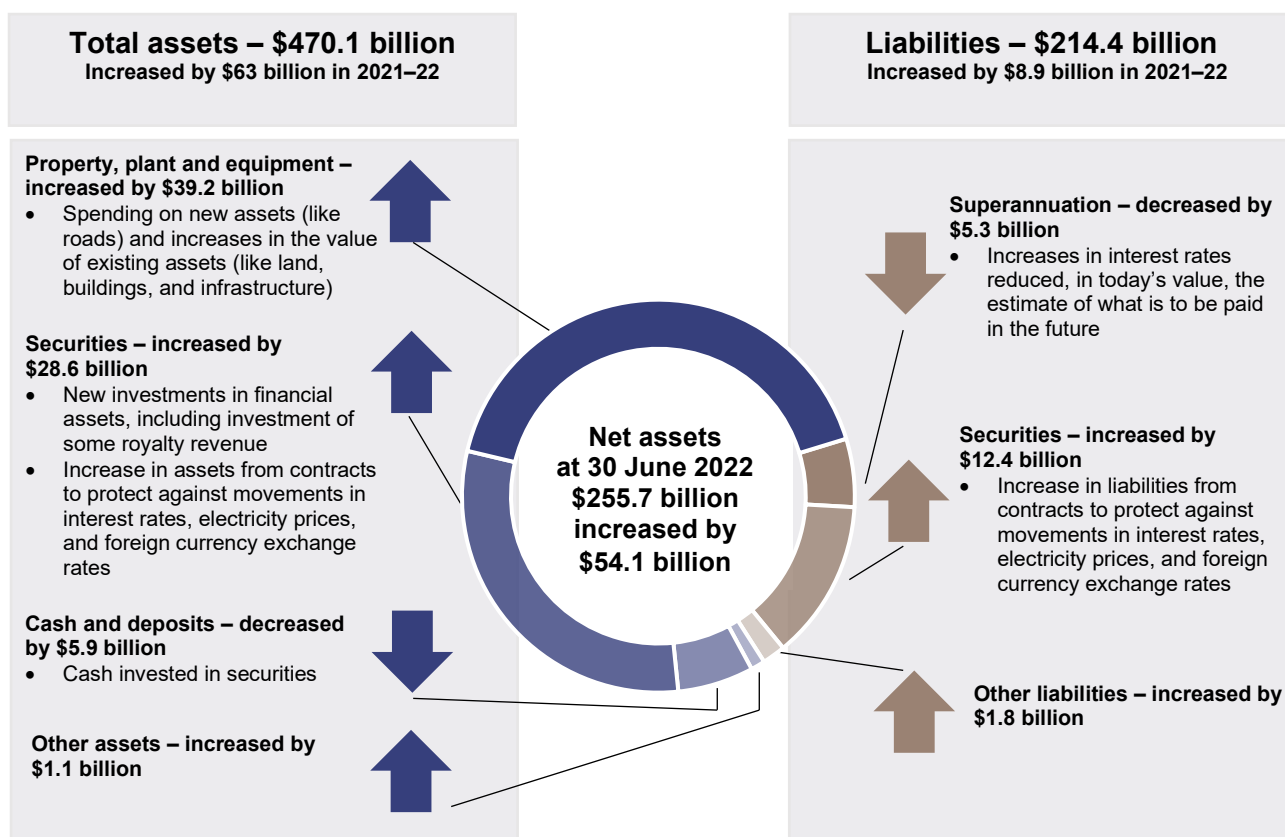 Total assets – $470.1 billion
Increased by $63 billion in 2021–22
Property, plant and equipment –
increased by $39.2 billion
• Spending on new assets (like
roads) and increases in the value
of existing assets (like land,
buildings, and infrastructure)
Securities – increased by
$28.6 billion
• New investments in financial
assets, including investment of
some royalty revenue
• Increase in assets from contracts
to protect against movements in
interest rates, electricity prices,
and foreign currency exchange
rates
Cash and deposits – decreased
by $5.9 billion
• Cash invested in securities
Other assets – increased by
$1.1 billion
Net assets
at 30 June 2022
$255.7 billion
increased by
$54.1 billion
Liabilities – $214.4 billion
Increased by $8.9 billion in 2021–22
Superannuation – decreased by
$5.3 billion
• Increases in interest rates
reduced, in today’s value, the
estimate of what is to be paid
in the future
Securities – increased by
$12.4 billion
• Increase in liabilities from
contracts to protect against
movements in interest rates,
electricity prices, and foreign
currency exchange rates
Other liabilities – increased by
$1.8 billion